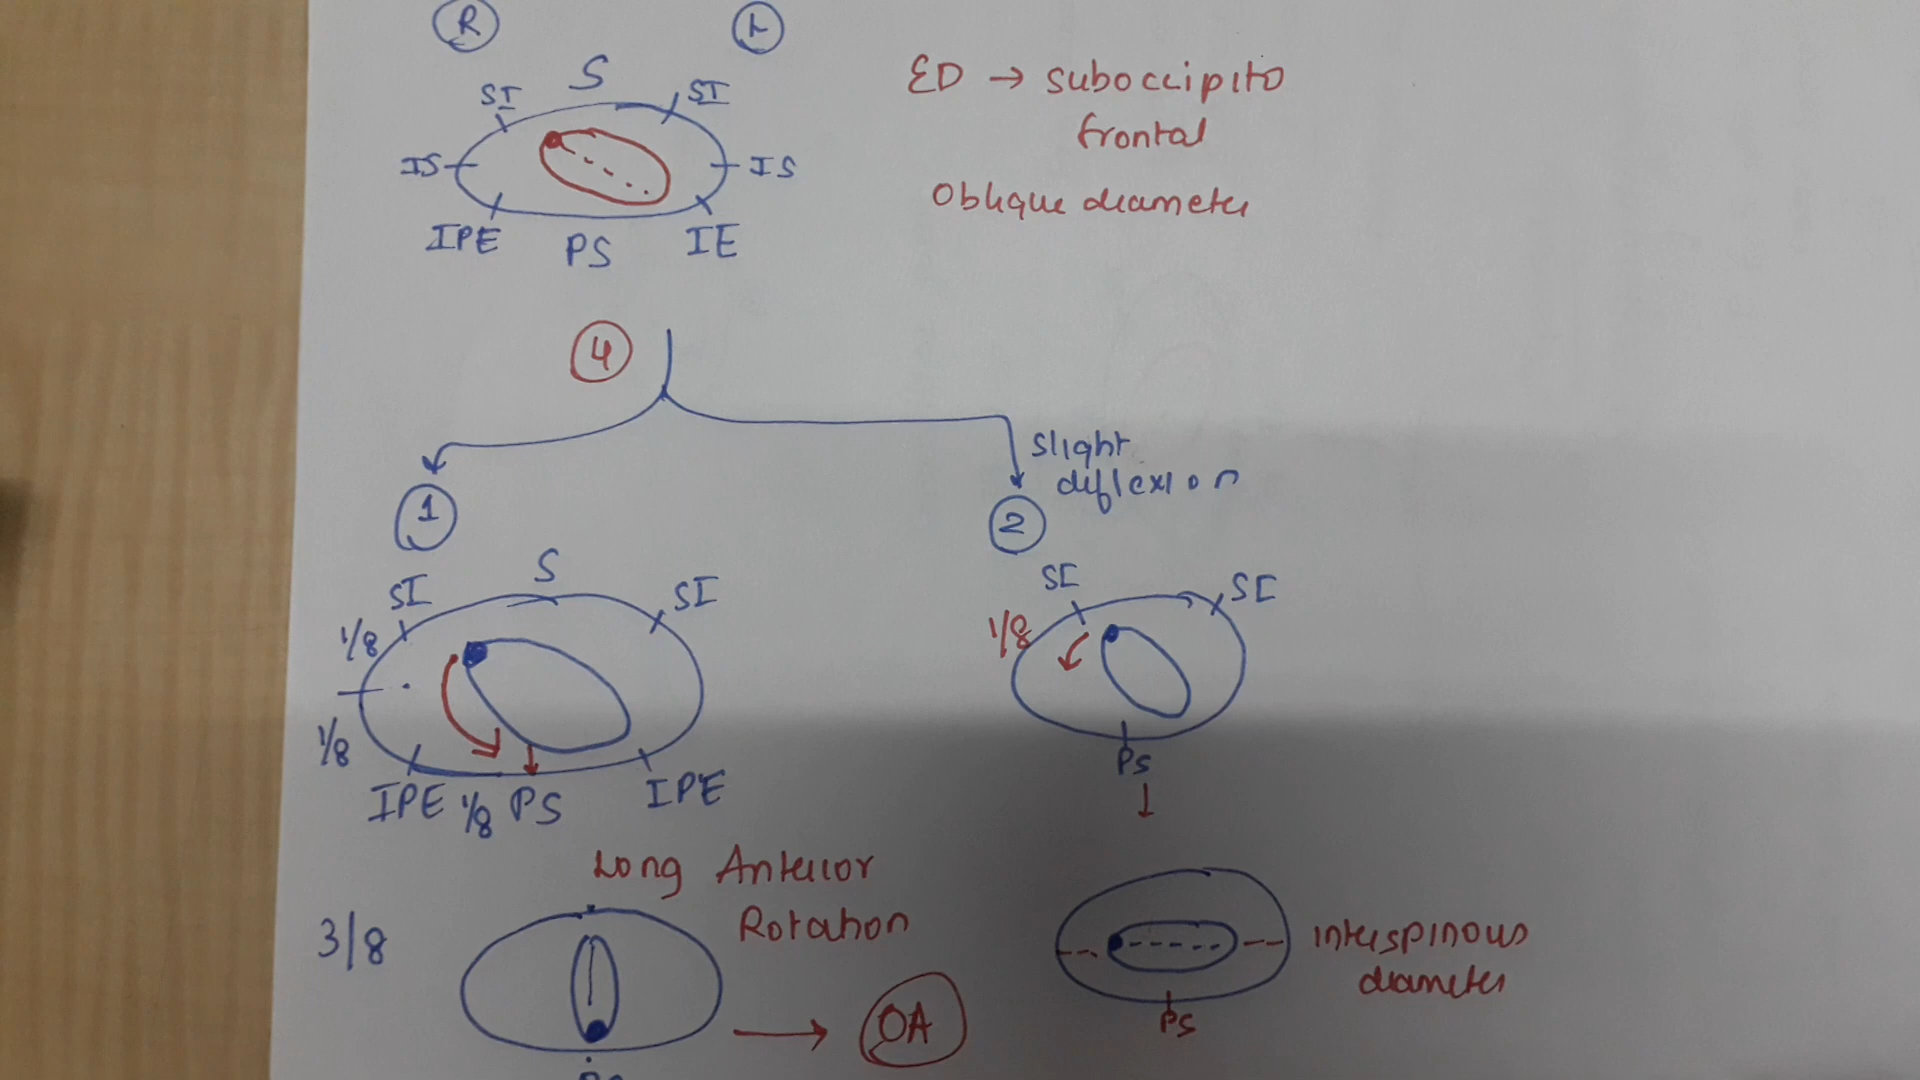 R
L
S
SI
SI
IS
IS
IPE
PS
IE
ED → suboccipito
frontal
Oblique diameter
4
1
slight
deflexion
2
S
SI
SI
1/8
1/8
IPE
1/8
PS
IPE
SI
SI
1/8
PS
Long Anterior
Rotation
3/8
OA
interspinous
diameter
PS